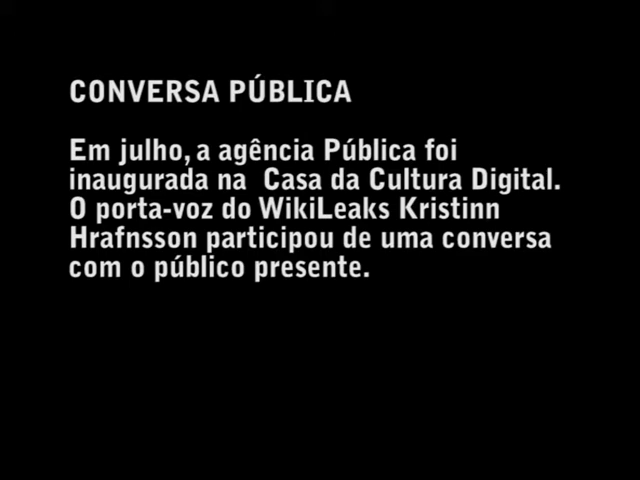 CONVERSA PÚBLICA
Em julho, a agência Pública foi
inaugurada na Casa da Cultura Digital.
O porta-voz do WikiLeaks Kristinn
Hrafnsson participou de uma conversa
com o público presente.